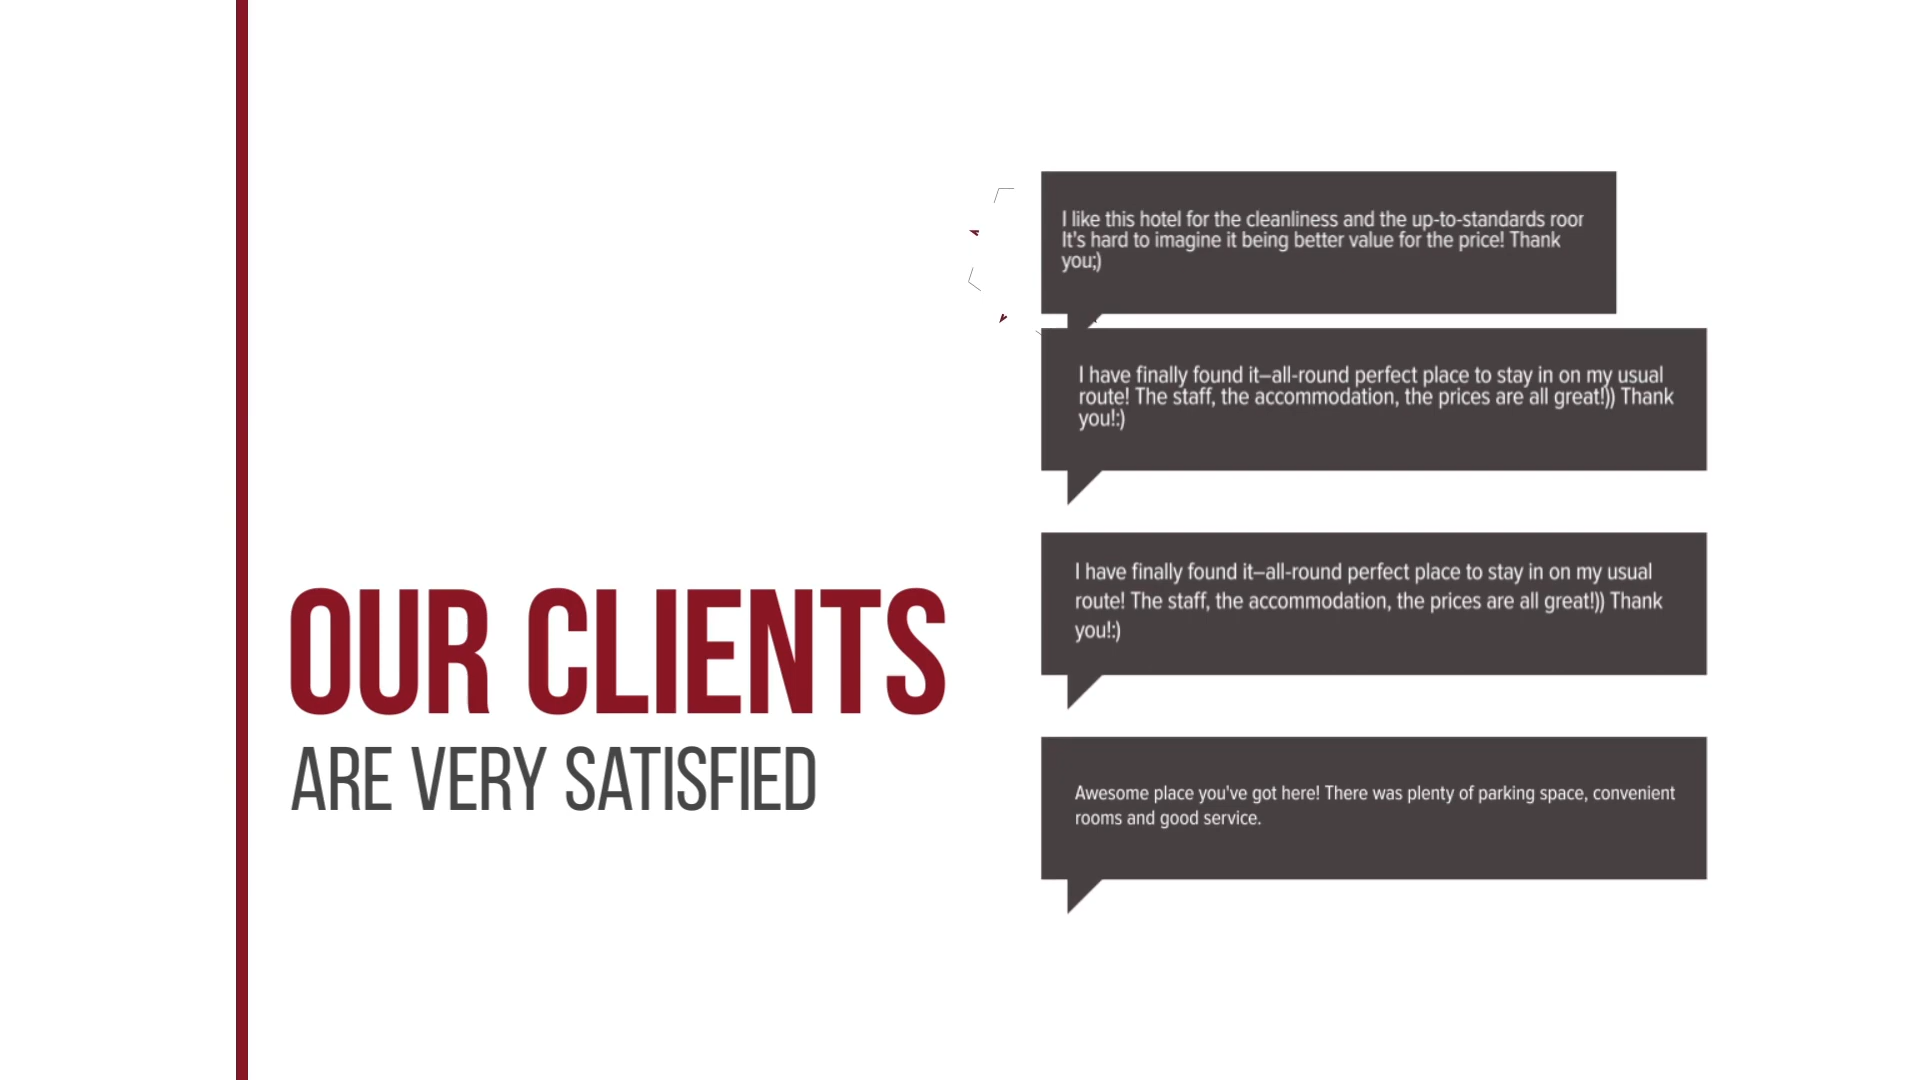 OUR CLIENTS
ARE VERY SATISFIED
I like this hotel for the cleanliness and the up-to-standards
It's hard to imagine it being better value for the price! Thank
you;)
I have finally found it–all-round perfect place to stay in on my usual
route! The staff, the accommodation, the prices are all great!)) Thank
you!:)
I have finally found it–all-round perfect place to stay in on my usual
route! The staff, the accommodation, the prices are all great!)) Thank
you!:)
Awesome place you've got here! There was plenty of parking space, convenient
rooms and good service.